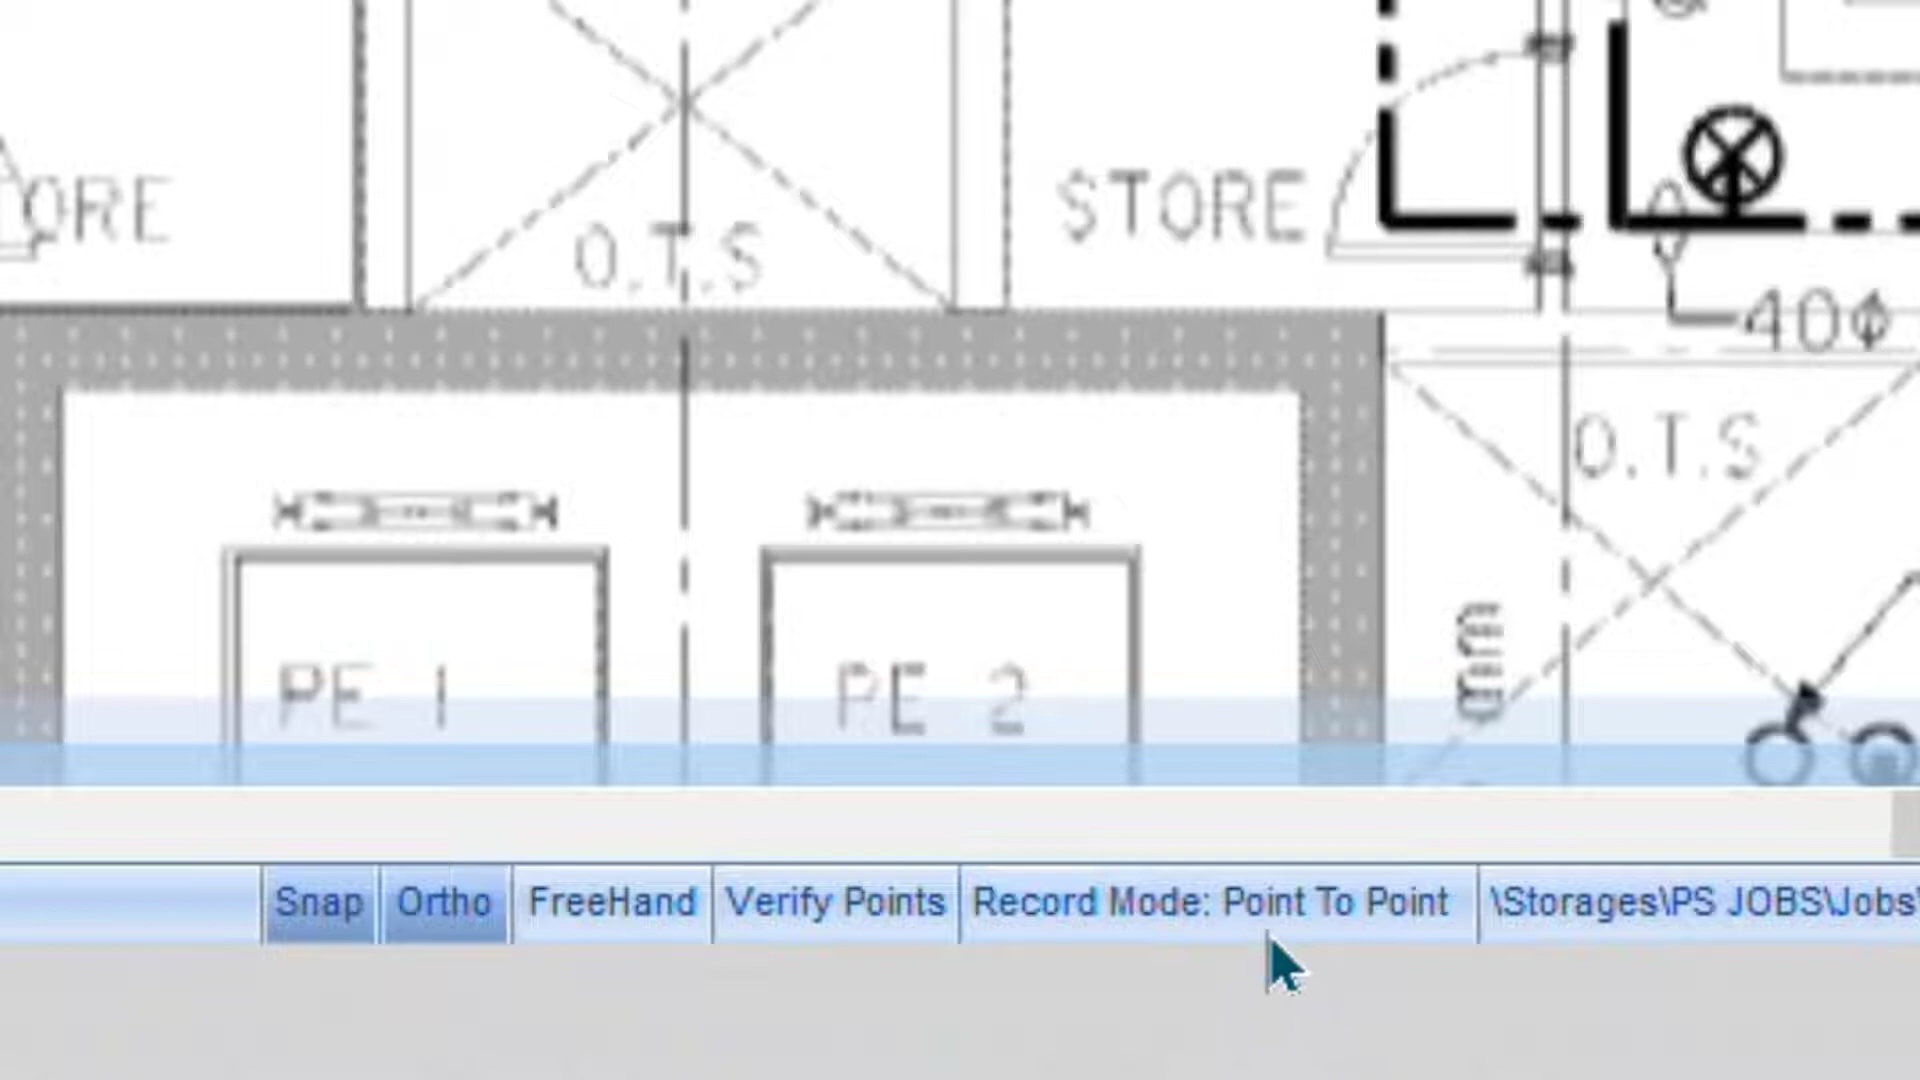 ORE
STORE
O.T.S
40¢
O.T.S
PE 1
PE 2
Snap
Ortho
FreeHand
Verify Points
Record Mode: Point To Point
\Storages\PS JOBS\Jobs\